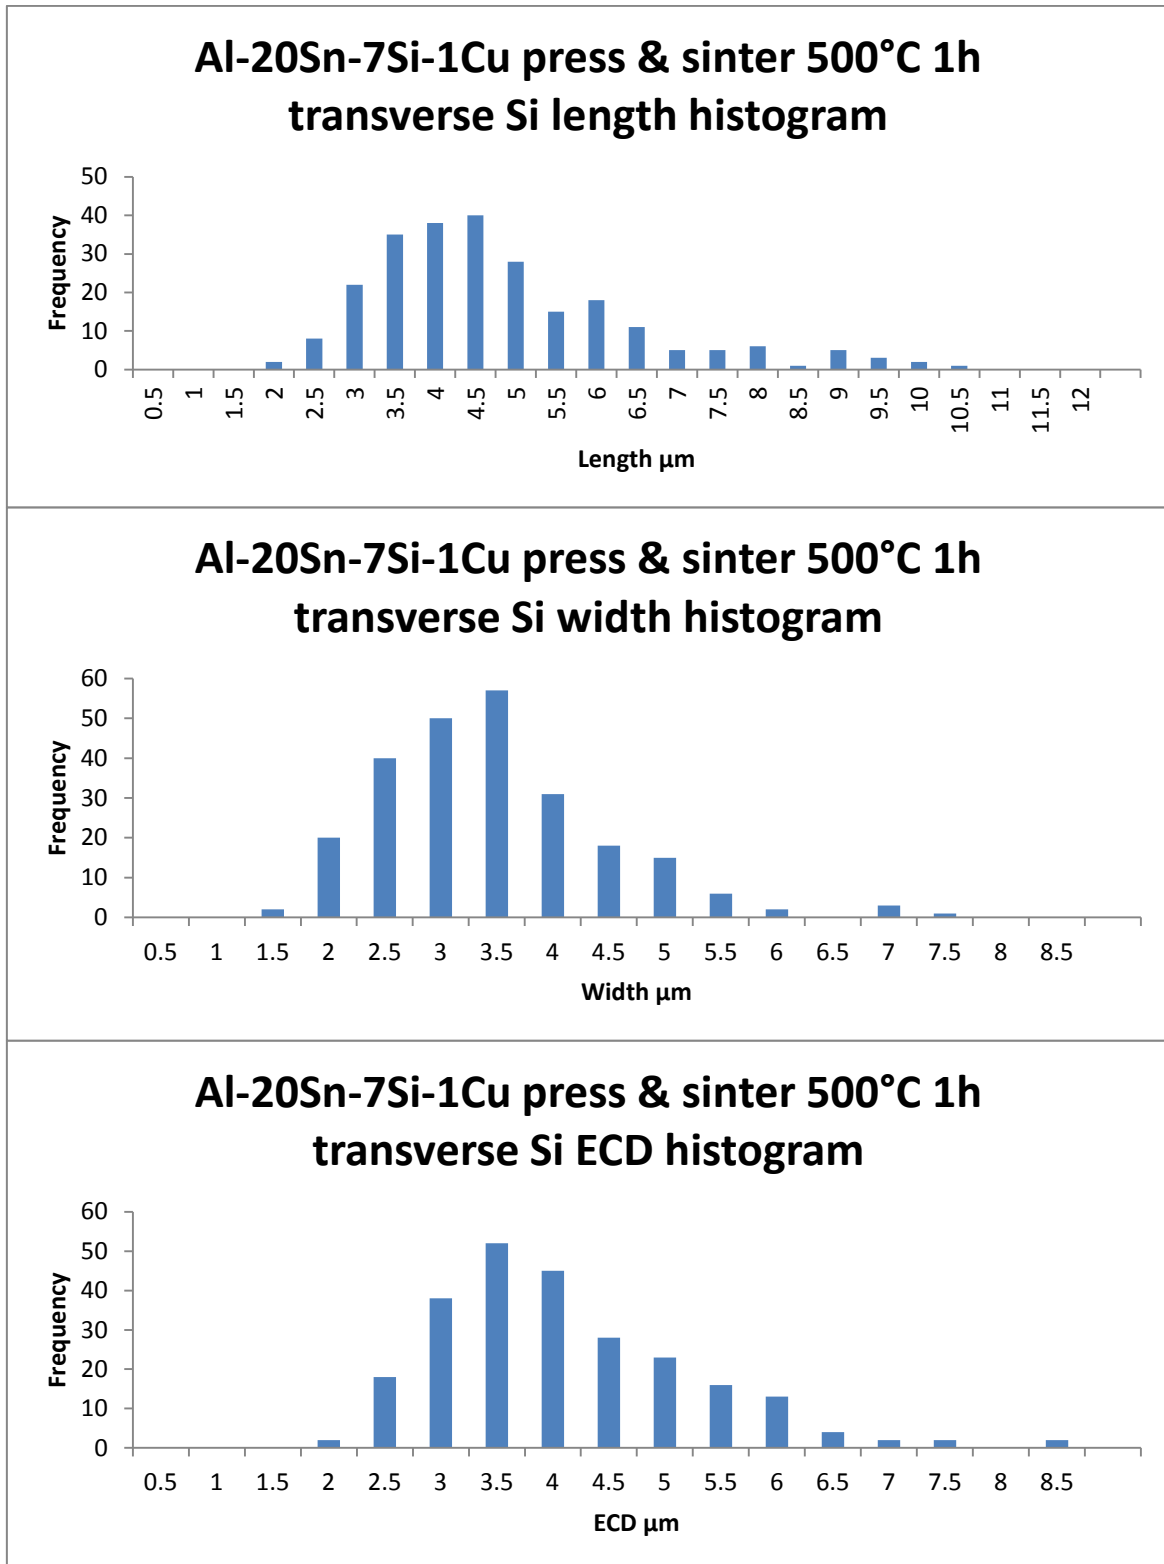 Al-20Sn-7Si-1Cu press & sinter 500°C 1h
transverse Si length histogram
50
40
30
20
10
0
Frequency
0.5 1 1.5 2 2.5 3 3.5 4 4.5 5 5.5 6 6.5 7 7.5 8 8.5 9 9.5 10 10.5 11 11.5 12
Length µm
Al-20Sn-7Si-1Cu press & sinter 500°C 1h
transverse Si width histogram
60
50
40
30
20
10
0
Frequency
0.5 1 1.5 2 2.5 3 3.5 4 4.5 5 5.5 6 6.5 7 7.5 8 8.5
Width µm
Al-20Sn-7Si-1Cu press & sinter 500°C 1h
transverse Si ECD histogram
60
50
40
30
20
10
0
Frequency
0.5 1 1.5 2 2.5 3 3.5 4 4.5 5 5.5 6 6.5 7 7.5 8 8.5
ECD µm